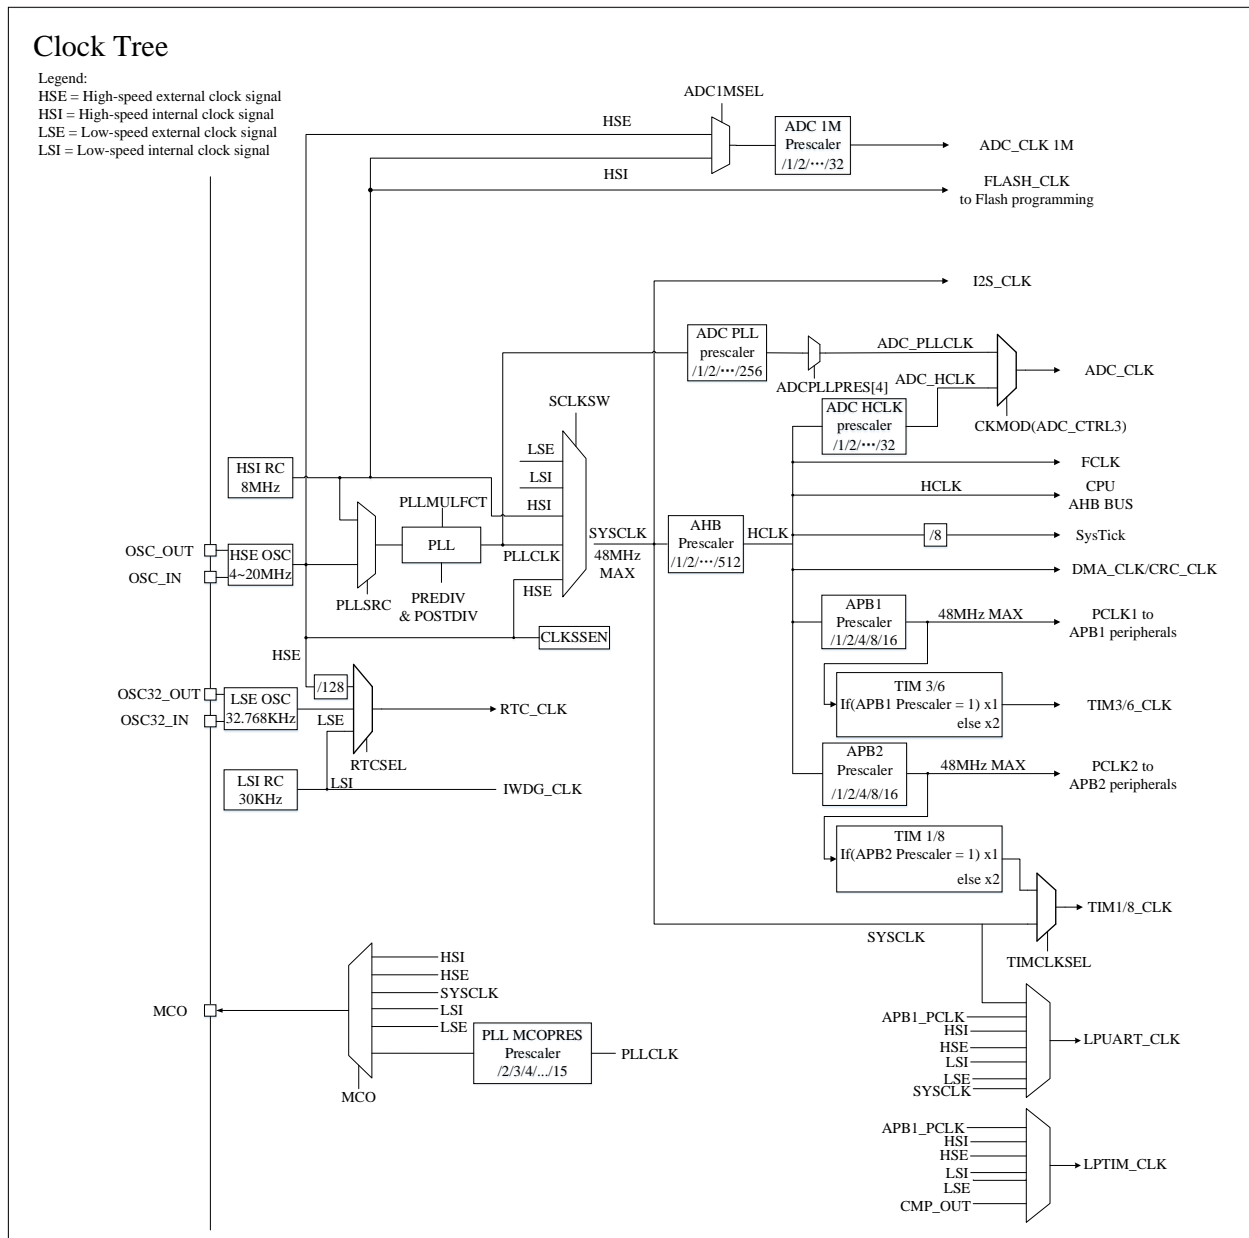 Clock Tree
Legend:
HSE = High-speed external clock signal
HSI = High-speed internal clock signal
LSE = Low-speed external clock signal
LSI = Low-speed internal clock signal
ADC1MSEL
HSE
ADC 1M
Prescaler
/1/2/···/32
ADC_CLK 1M
HSI
FLASH_CLK
to Flash programming
I2S_CLK
ADC PLL
prescaler
/1/2/···/256
ADCPLLPRES[4]
ADC_PLLCLK
ADC_HCLK
ADC_CLK
CKMOD(ADC_CTRL3)
ADC HCLK
prescaler
/1/2/···/32
SCLKSW
LSE
LSI
HSI
PLLCLK
HSE
HSI RC
8MHz
PLLMULFCT
PLL
PREDIV
& POSTDIV
PLLSRC
OSC_OUT
OSC_IN
HSE OSC
4~20MHz
SYSCLK
48MHz
MAX
AHB
Prescaler
/1/2/···/512
HCLK
FCLK
HCLK
CPU
AHB BUS
/8
SysTick
DMA_CLK/CRC_CLK
APB1
Prescaler
/1/2/4/8/16
48MHz MAX
PCLK1 to
APB1 peripherals
CLKSSEN
HSE
/128
OSC32_OUT
OSC32_IN
LSE OSC
32.768KHz
LSE
RTC_CLK
RTCSEL
LSI RC
30KHz
LSI
IWDG_CLK
TIM 3/6
If(APB1 Prescaler = 1) x1
else x2
TIM3/6_CLK
APB2
Prescaler
/1/2/4/8/16
48MHz MAX
PCLK2 to
APB2 peripherals
TIM 1/8
If(APB2 Prescaler = 1) x1
else x2
TIM1/8_CLK
SYSCLK
TIMCLKSEL
MCO
HSI
HSE
SYSCLK
LSI
LSE
PLL MCOPRES
Prescaler
/2/3/4/.../15
PLLCLK
MCO
APB1_PCLK
HSI
HSE
LSI
LSE
SYSCLK
LPUART_CLK
APB1_PCLK
HSI
HSE
LSI
LSE
CMP_OUT
LPTIM_CLK